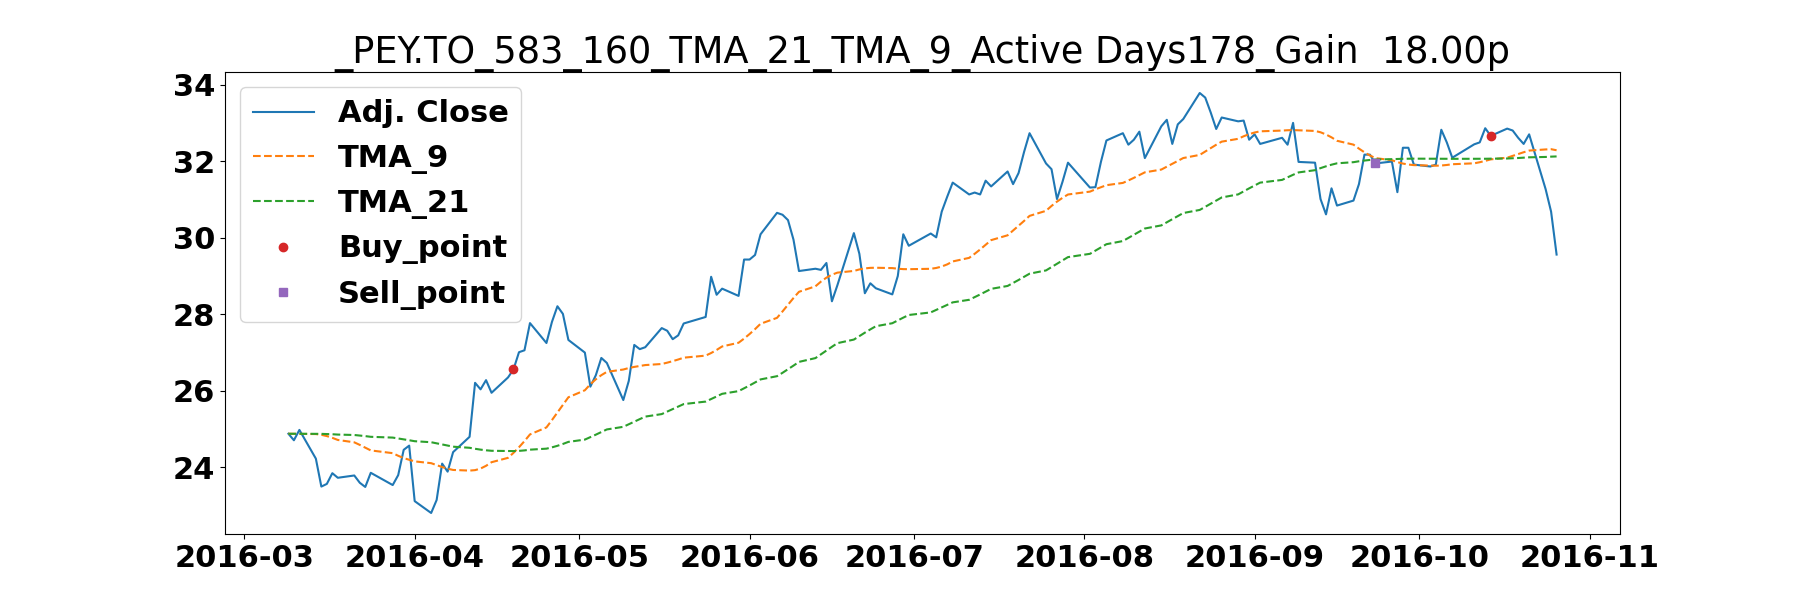 _PEY.TO_583_160_TMA_21_TMA_9_Active Days178_Gain  18.00p
34
32
30
28
26
24
Adj. Close
TMA_9
TMA_21
Buy_point
Sell_point
2016-03 2016-04 2016-05 2016-06 2016-07 2016-08 2016-09 2016-10 2016-11